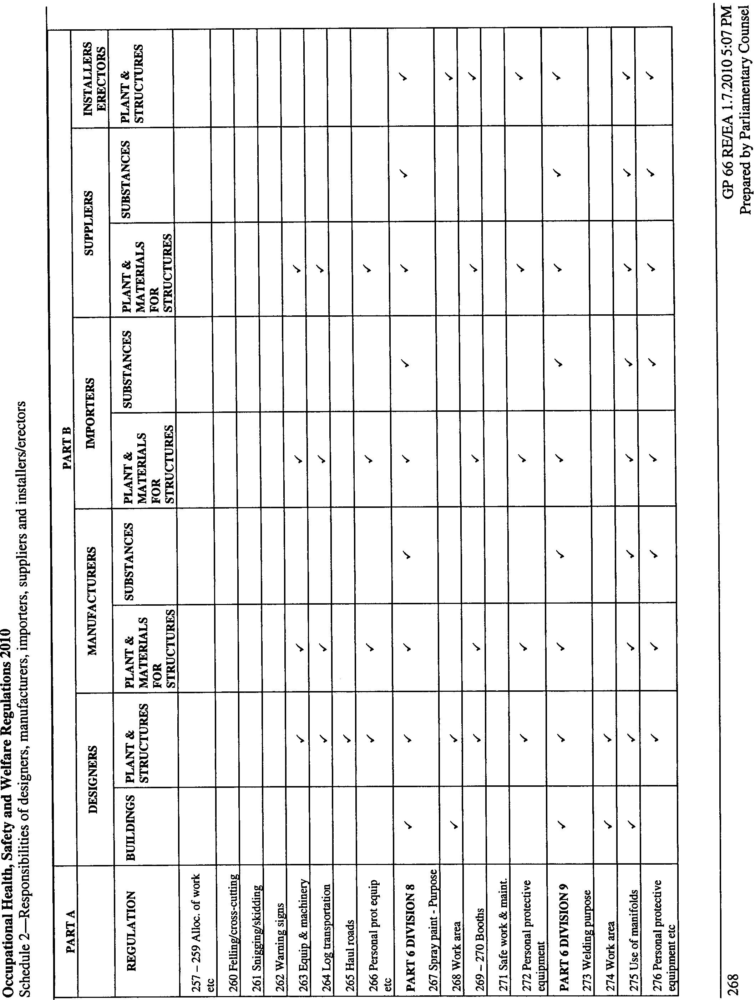 Occupational Health, Safety and Welfare Regulations 2010
Schedule 2—Responsibilities of designers, manufacturers, importers, suppliers and installers/erectors
PART A PART B
DESIGNERS MANUFACTURERS IMPORTERS SUPPLIERS INSTALLERS
ERECTORS
REGULATION BUILDINGS PLANT & PLANT & SUBSTANCES PLANT & SUBSTANCES PLANT & SUBSTANCES PLANT &
STRUCTURES MATERIALS MATERIALS MATERIALS STRUCTURES
FOR FOR FOR
STRUCTURES STRUCTURES STRUCTURES
257 – 259 Alloc. of work
etc
260 Felling/cross-cutting
261 Snigging/skidding
262 Warning signs
263 Equip & machinery ✓ ✓ ✓ ✓
264 Log transportation ✓ ✓ ✓ ✓
265 Haul roads ✓
266 Personal prot equip ✓ ✓ ✓ ✓
etc
PART 6 DIVISION 8 ✓ ✓ ✓ ✓ ✓ ✓ ✓ ✓ ✓
267 Spray paint - Purpose
268 Work area ✓ ✓ ✓
269 – 270 Booths ✓ ✓ ✓ ✓ ✓
271 Safe work & maint.
272 Personal protective ✓ ✓ ✓ ✓ ✓
equipment
PART 6 DIVISION 9 ✓ ✓ ✓ ✓ ✓ ✓ ✓ ✓ ✓
273 Welding purpose
274 Work area ✓ ✓
275 Use of manifolds ✓ ✓ ✓ ✓ ✓ ✓ ✓ ✓ ✓
276 Personal protective ✓ ✓ ✓ ✓ ✓ ✓ ✓ ✓
equipment etc
268 GP 66 RE/EA 1.7.2010 5:07 PM
Prepared by Parliamentary Counsel